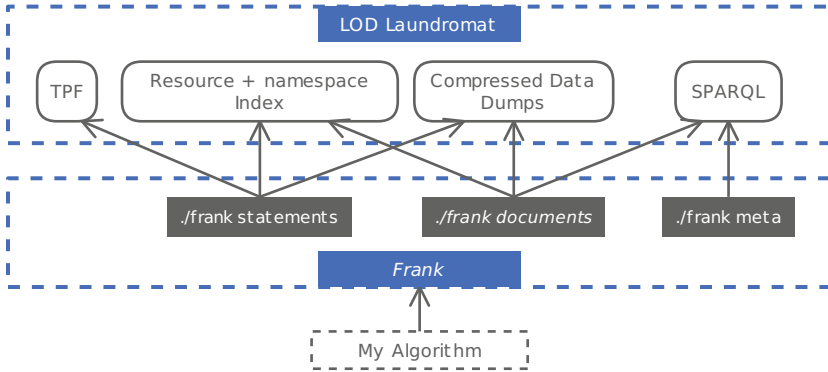 LOD Laundromat
TPF
Resource + namespace
Index
Compressed Data
Dumps
SPARQL
./frank statements
./frank documents
./frank meta
Frank
My Algorithm